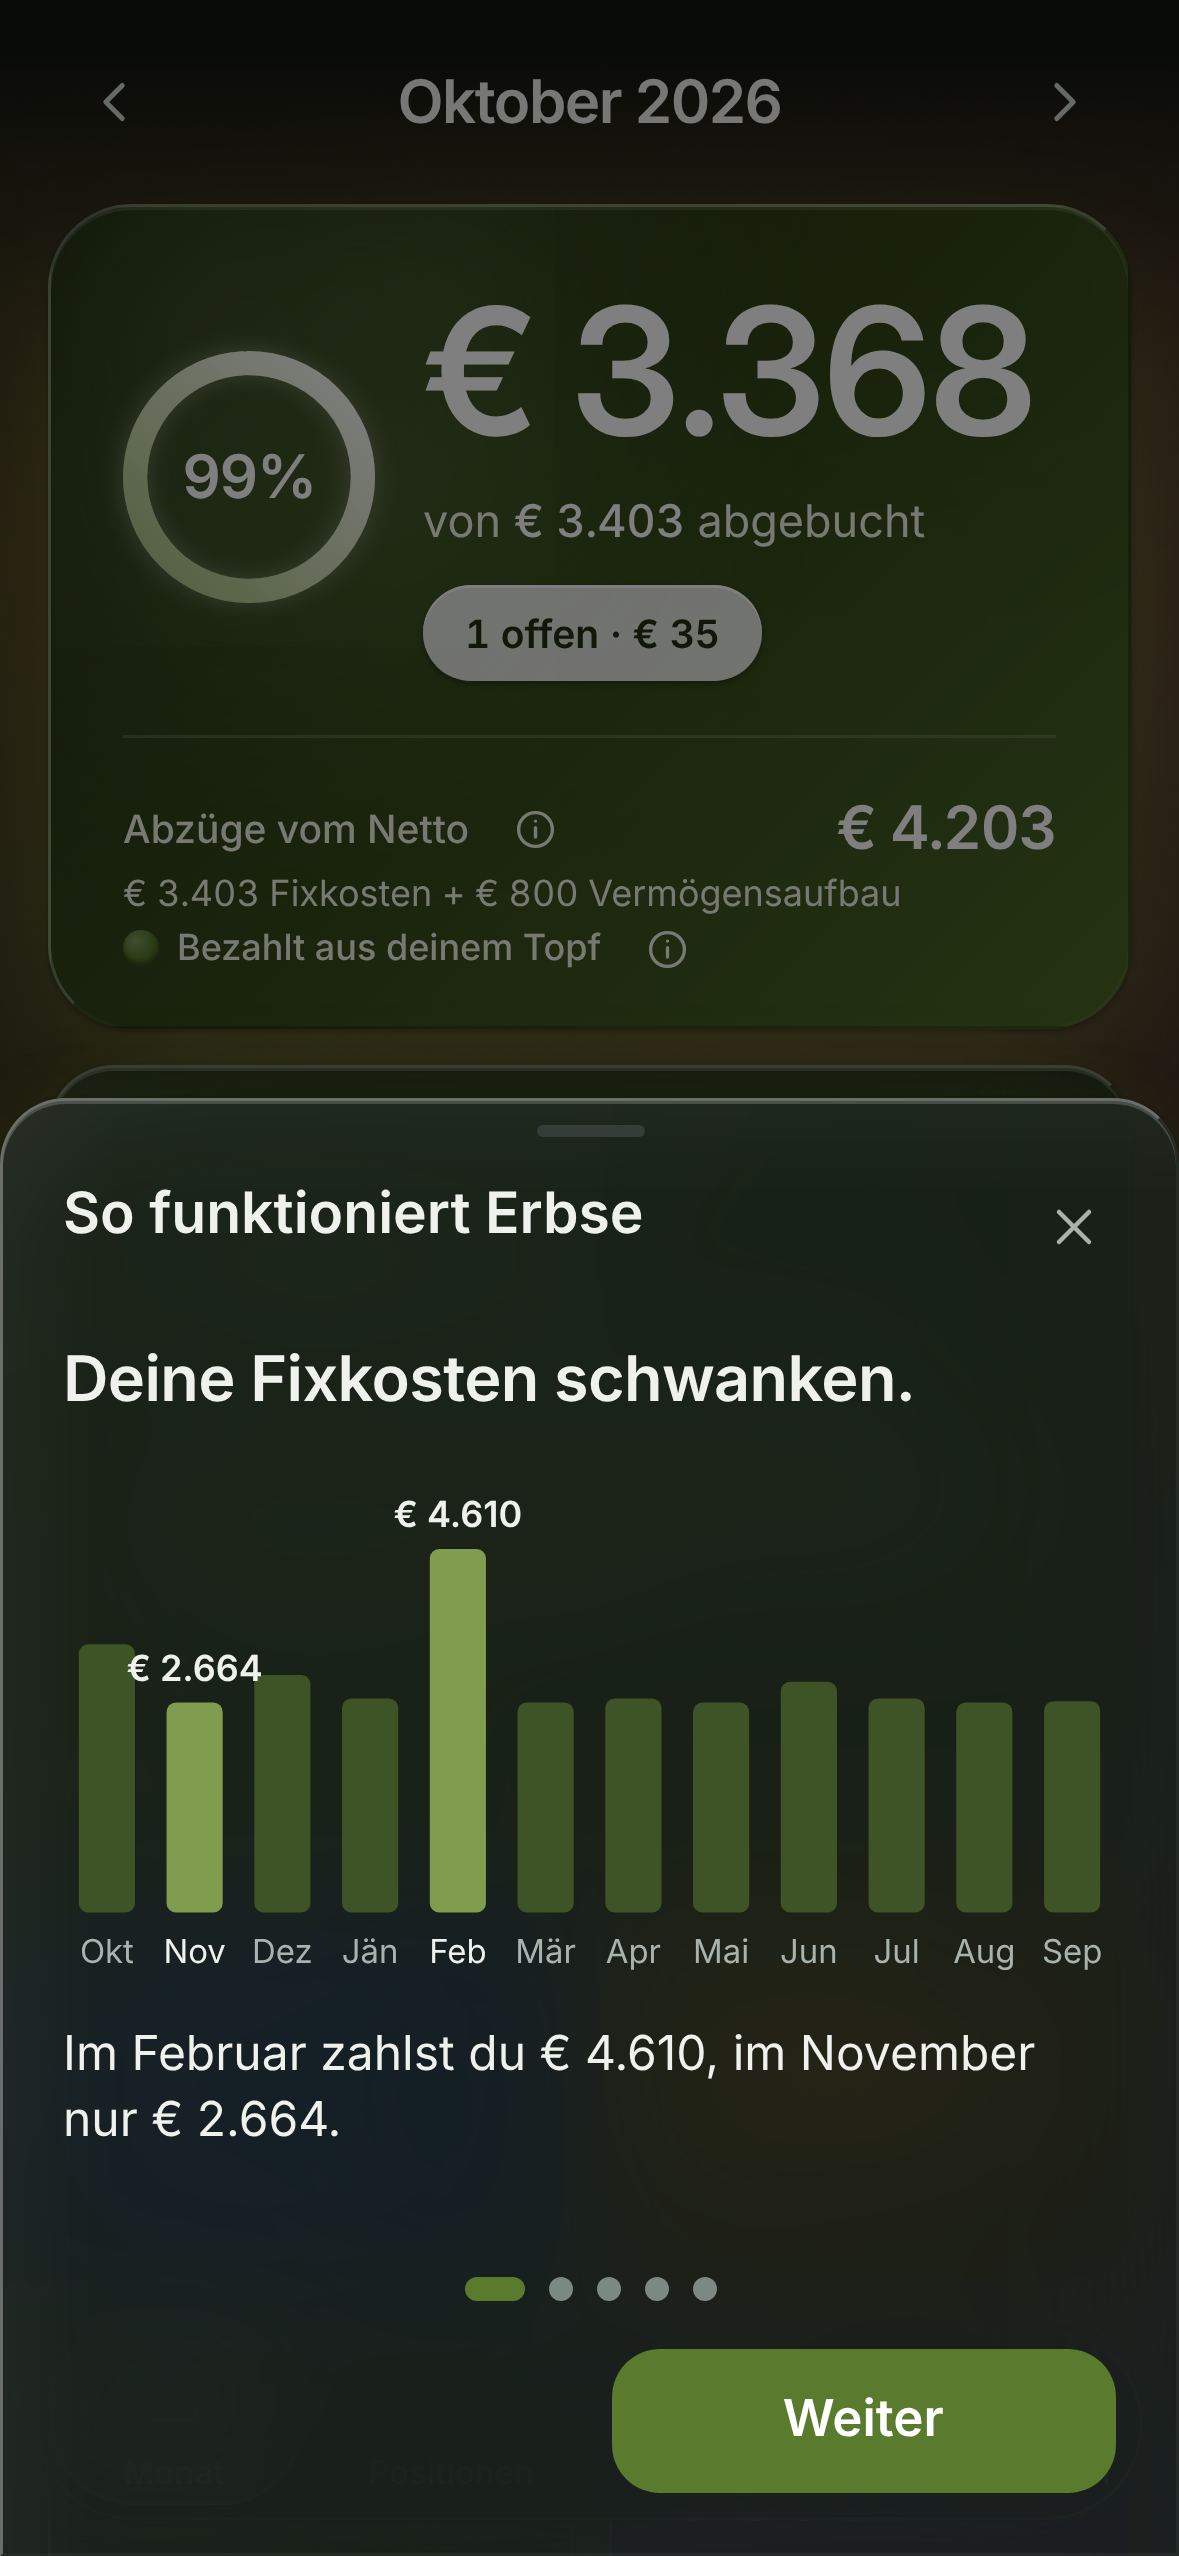 Oktober 2026
€ 3.368
99%
von € 3.403 abgebucht
1 offen · € 35
Abzüge vom Netto
€ 4.203
€ 3.403 Fixkosten + € 800 Vermögensaufbau
Bezahlt aus deinem Topf
So funktioniert Erbse
Deine Fixkosten schwanken.
€ 4.610
€ 2.664
Okt Nov Dez Jän Feb Mär Apr Mai Jun Jul Aug Sep
Im Februar zahlst du € 4.610, im November
nur € 2.664.
Weiter
Monat Positionen